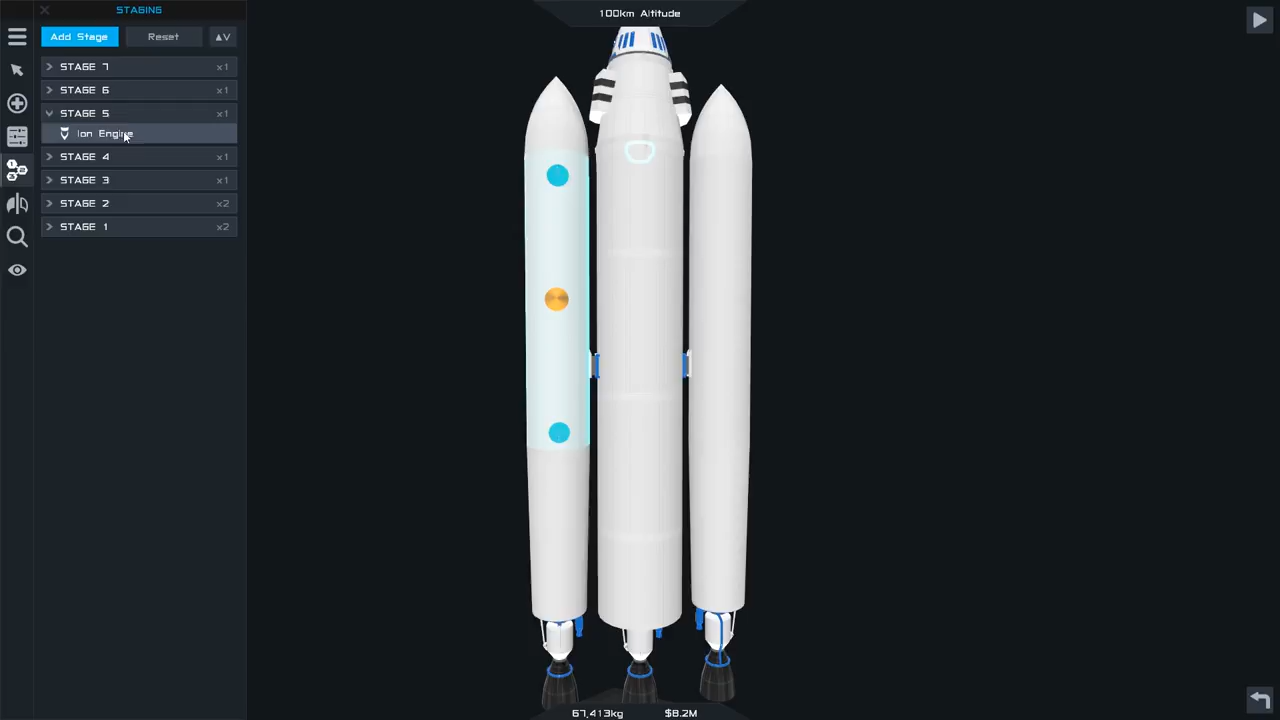 STAGING
100km Altitude
Add Stage
Reset
STAGE 7 x1
STAGE 6 x1
STAGE 5 x1
Ion Engine
STAGE 4 x1
STAGE 3 x1
STAGE 2 x2
STAGE 1 x2
67,413kg $8.2M